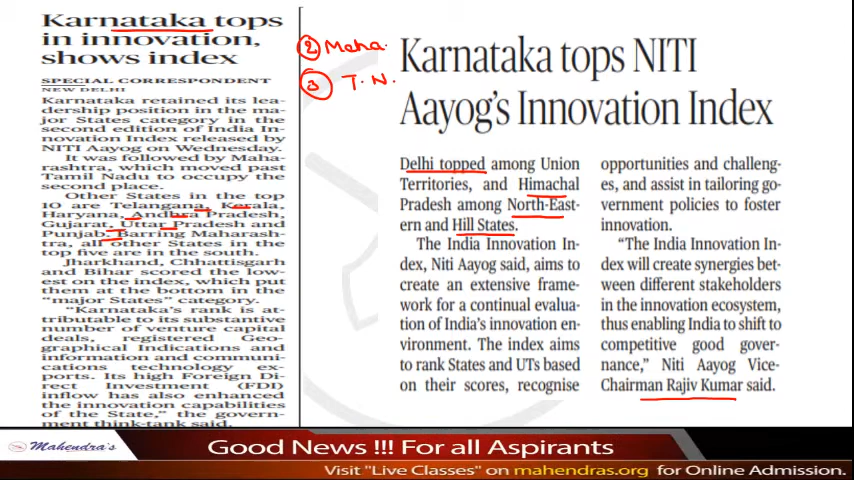 Karnataka tops
in innovation,
shows index
SPECIAL CORRESPONDENT
NEW DELHI
Karnataka retained its lea-
dership position in the ma-
jor States category in the
second edition of India In-
novation Index released by
NITI Aayog on Wednesday.
It was followed by Maha-
rashtra, which moved past
Tamil Nadu to occupy the
second place.
Other States in the top
10 are Telangana, Kerala,
Haryana, Andhra Pradesh,
Gujarat, Uttar Pradesh and
Punjab. Barring Maharash-
tra, all other States in the
top five are in the south.
Jharkhand, Chhattisgarh
and Bihar scored the low-
est on the index, which put
them at the bottom in the
"major States" category.
"Karnataka's rank is at-
tributable to its substantive
number of venture capital
deals, registered Geo-
graphical Indications and
information and communi-
cations technology ex-
ports. Its high Foreign Di-
rect Investment (FDI)
inflow has also enhanced
the innovation capabilities
of the State," the govern-
ment think-tank said.
② Maha.
③ T.N.
Karnataka tops NITI
Aayog's Innovation Index
Delhi topped among Union
Territories, and Himachal
Pradesh among North-East-
ern and Hill States.
The India Innovation In-
dex, Niti Aayog said, aims to
create an extensive frame-
work for a continual evalua-
tion of India's innovation en-
vironment. The index aims
to rank States and UTs based
on their scores, recognise
opportunities and challeng-
es, and assist in tailoring go-
vernment policies to foster
innovation.
"The India Innovation In-
dex will create synergies bet-
ween different stakeholders
in the innovation ecosystem,
thus enabling India to shift to
competitive good gover-
nance," Niti Aayog Vice-
Chairman Rajiv Kumar said.
Mahendra's
Good News !!! For all Aspirants
Visit "Live Classes" on mahendras.org for Online Admission.